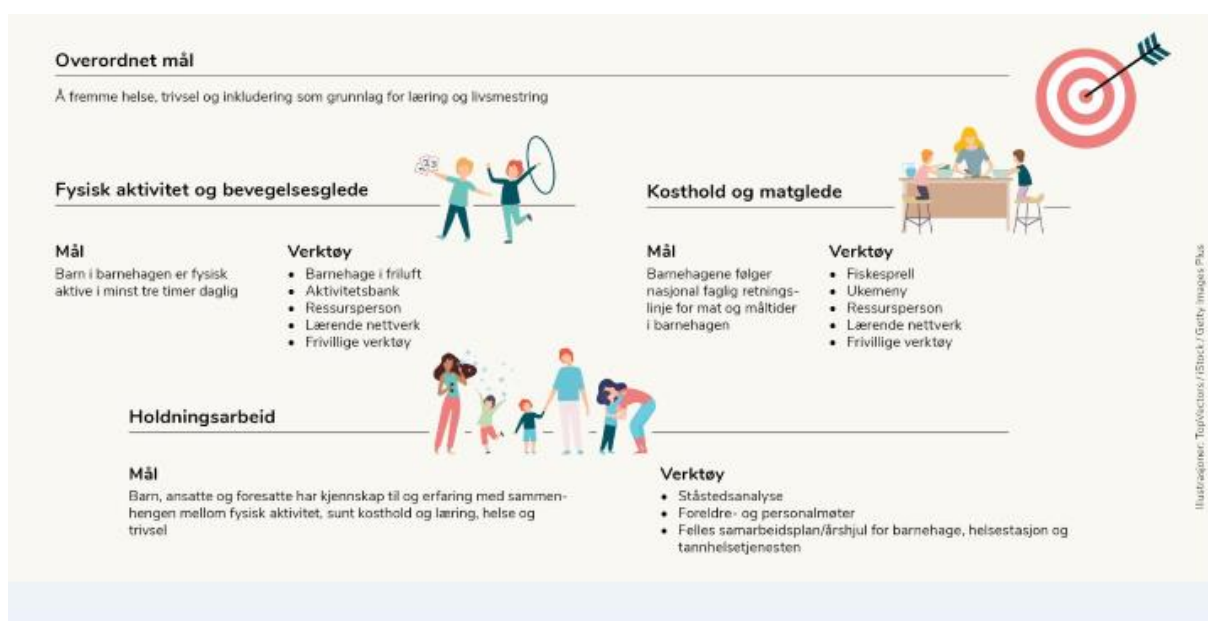 Overordnet mål
Å fremme helse, trivsel og inkludering som grunnlag for læring og livsmestring
Fysisk aktivitet og bevegelsesglede
Mål
Barn i barnehagen er fysisk
aktive i minst tre timer daglig
Verktøy
• Barnehage i friluft
• Aktivitetsbank
• Ressursperson
• Lærende nettverk
• Frivillige verktøy
Kosthold og matglede
Mål
Barnehagene følger
nasjonal faglig retnings-
linje for mat og måltider
i barnehagen
Verktøy
• Fiskesprell
• Ukemeny
• Ressursperson
• Lærende nettverk
• Frivillige verktøy
Holdningsarbeid
Mål
Barn, ansatte og foresatte har kjennskap til og erfaring med sammen-
hengen mellom fysisk aktivitet, sunt kosthold og læring, helse og
trivsel
Verktøy
• Ståstedsanalyse
• Foreldre- og personalmøter
• Felles samarbeidsplan/årshjul for barnehage, helsestasjon og
tannhelsetjenesten
Illustrasjoner: TopVectors / iStock / Getty Images Plus